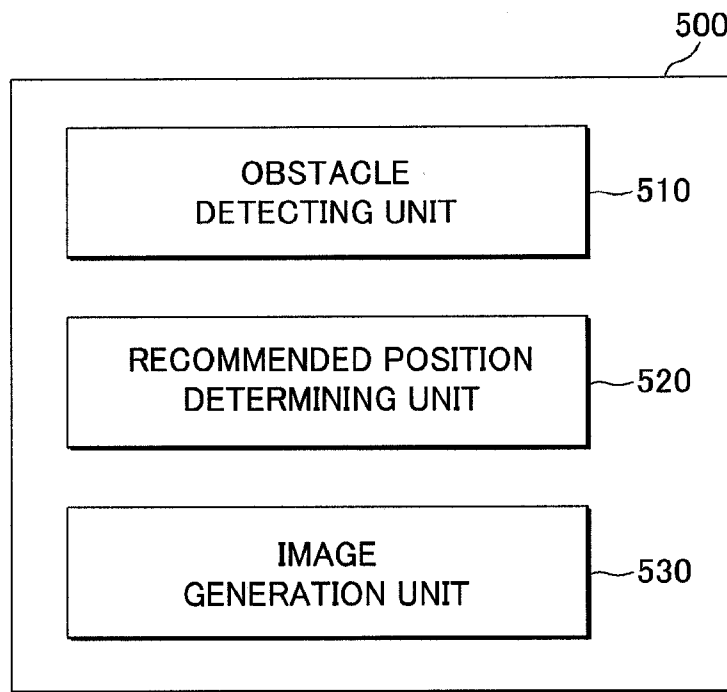 500
OBSTACLE
DETECTING UNIT
510
RECOMMENDED POSITION
DETERMINING UNIT
520
IMAGE
GENERATION UNIT
530